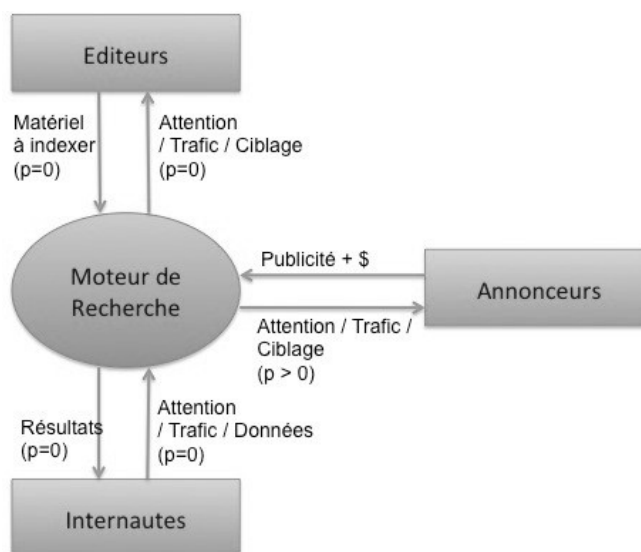 Editeurs
Matériel
à indexer
(p=0)
Attention
/ Trafic / Ciblage
(p=0)
Moteur de
Recherche
Publicité + $
Annonceurs
Attention / Trafic /
Ciblage
(p > 0)
Résultats
(p=0)
Attention
/ Trafic / Données
(p=0)
Internautes